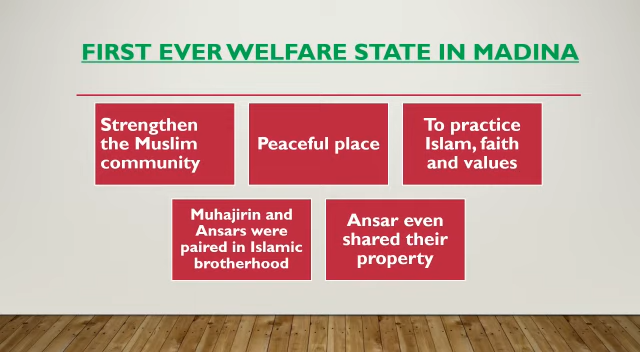 FIRST EVER WELFARE STATE IN MADINA
Strengthen
the Muslim
community
Peaceful place
To practice
Islam, faith
and values
Muhajirin and
Ansars were
paired in Islamic
brotherhood
Ansar even
shared their
property